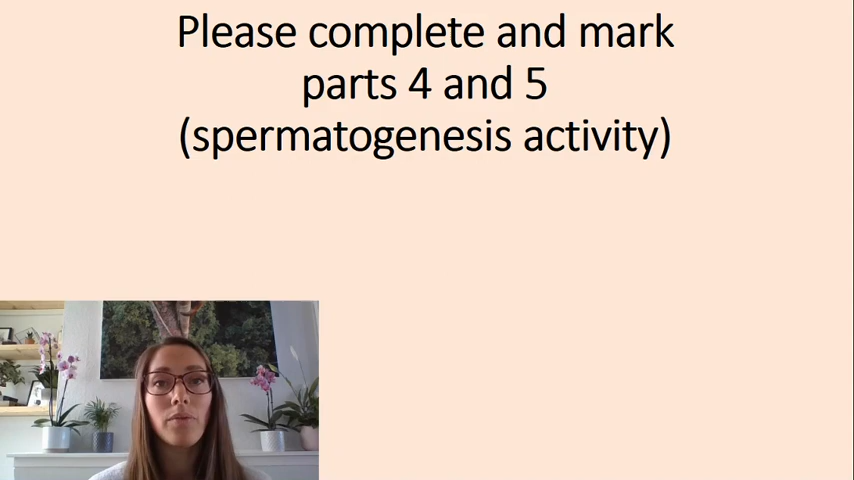 Please complete and mark
parts 4 and 5
(spermatogenesis activity)